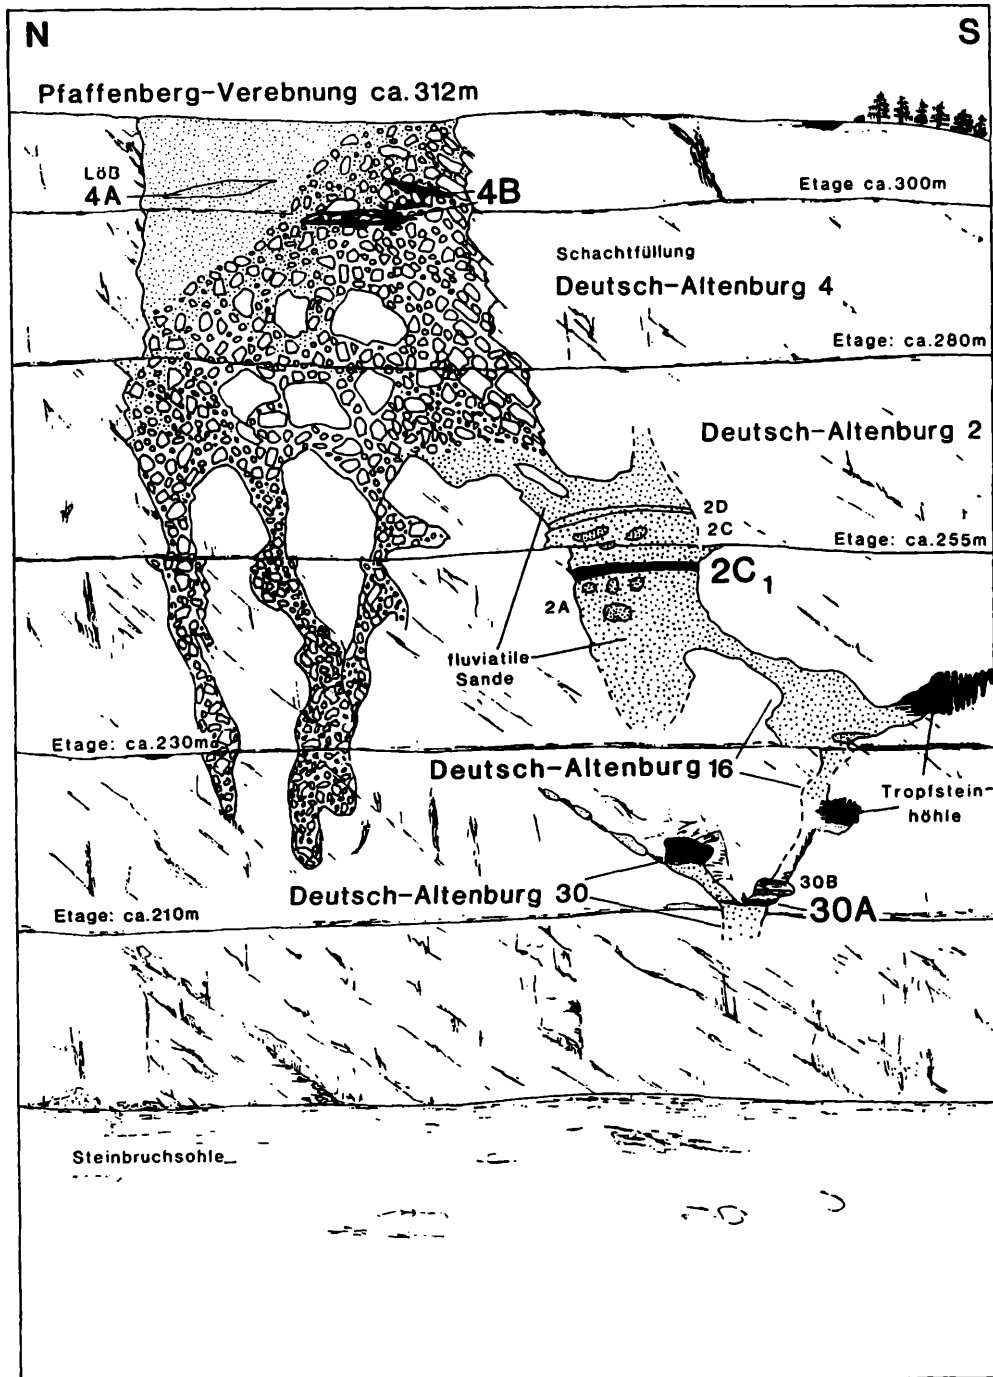 N
S
Pfaffenberg-Verebnung ca. 312m
Löß
4A
4B
Etage ca. 300m
Schachtfüllung
Deutsch-Altenburg 4
Etage: ca. 280m
Deutsch-Altenburg 2
2D
2C
Etage: ca. 255m
2C1
2A
fluviatile
Sande
Etage: ca. 230m
Deutsch-Altenburg 16
Tropfstein-
höhle
30B
Deutsch-Altenburg 30
30A
Etage: ca. 210m
Steinbruchsohle